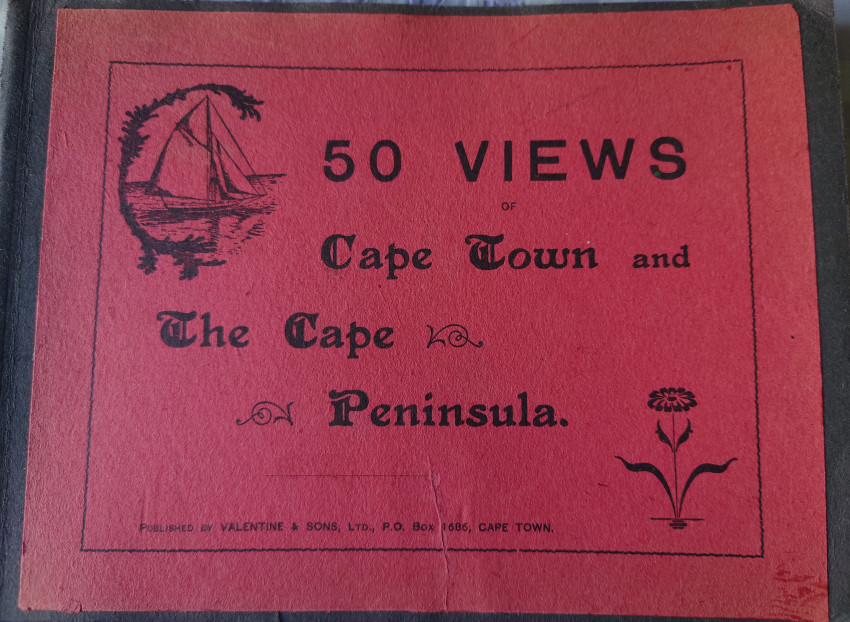 50 VIEWS
OF
Cape Town and
The Cape
Peninsula.
PUBLISHED BY VALENTINE & SONS, LTD., P.O. BOX 1685, CAPE TOWN.